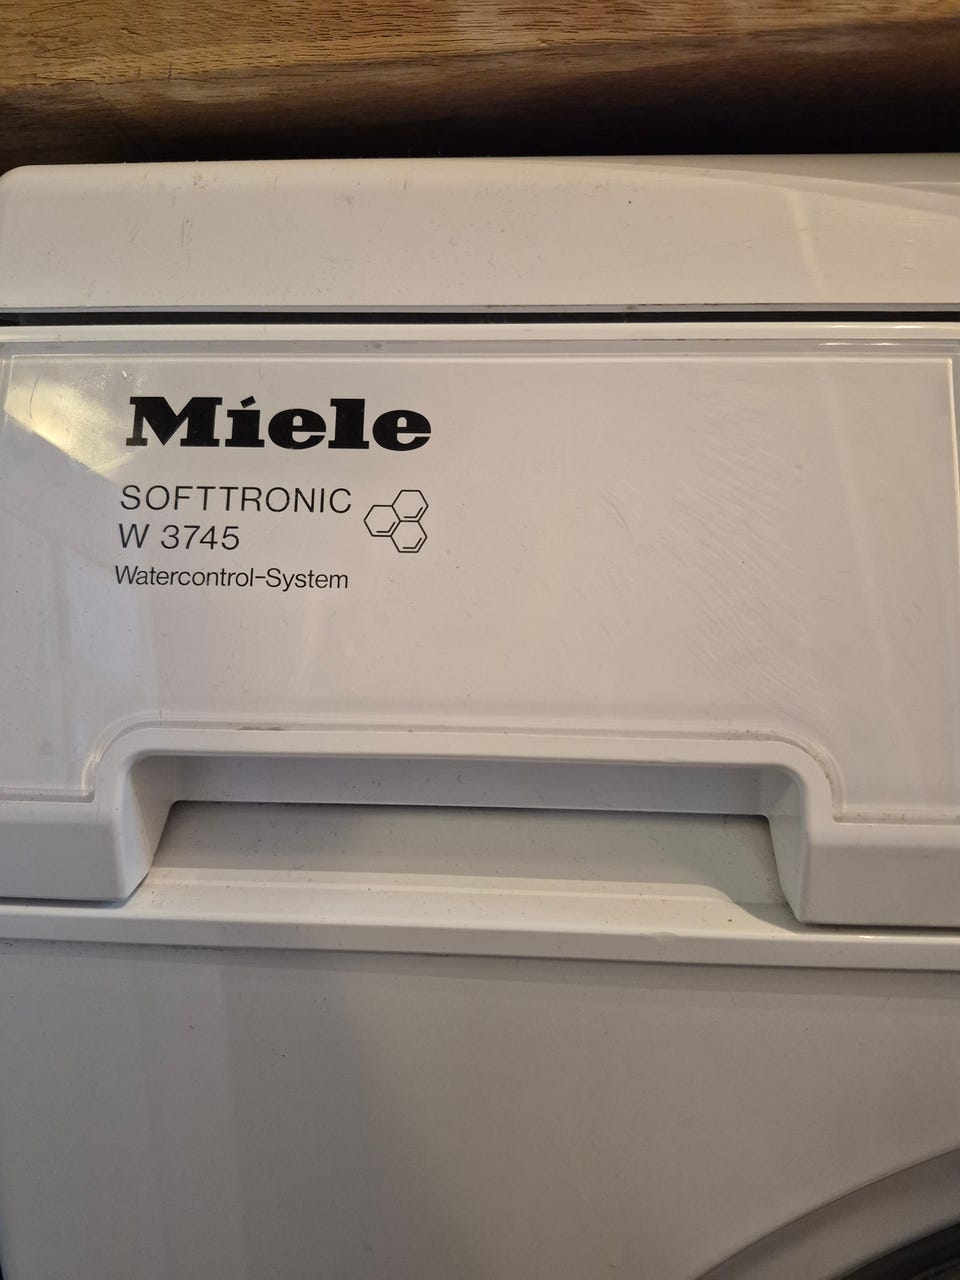 Miele
SOFTTRONIC
W 3745
Watercontrol-System